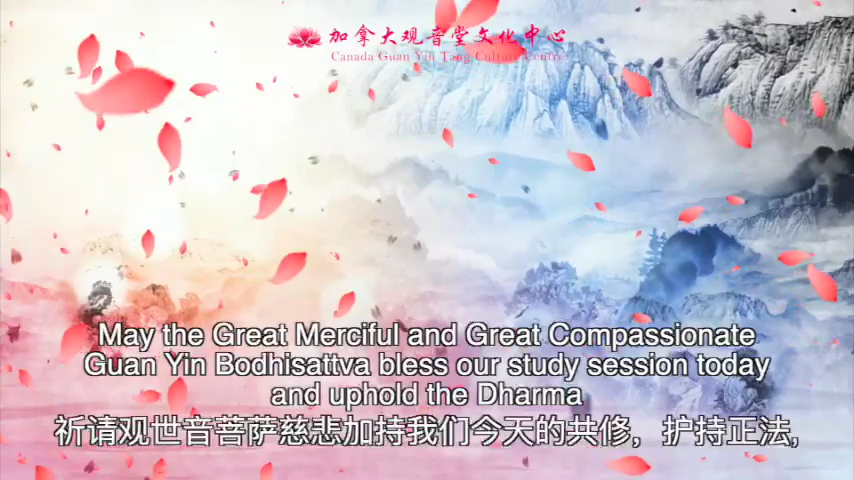 加拿大观音堂文化中心
Canada Guan Yin Tang Culture Centre
May the Great Merciful and Great Compassionate
Guan Yin Bodhisattva bless our study session today
and uphold the Dharma
祈请观世音菩萨慈悲加持我们今天的共修，护持正法,